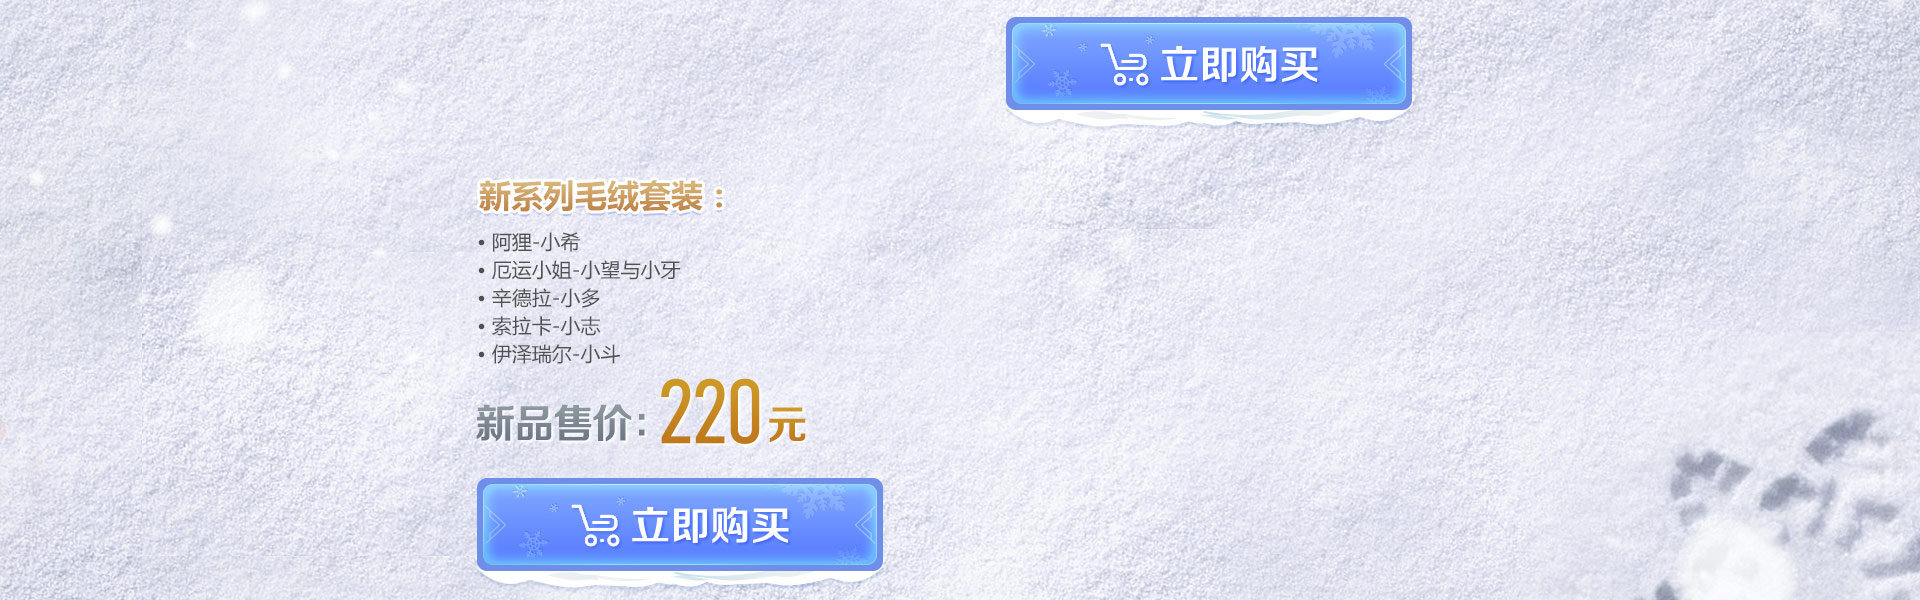 立即购买
新系列毛绒套装：
• 阿狸-小希
• 厄运小姐-小望与小牙
• 辛德拉-小多
• 索拉卡-小志
• 伊泽瑞尔-小斗
新品售价：220元
立即购买